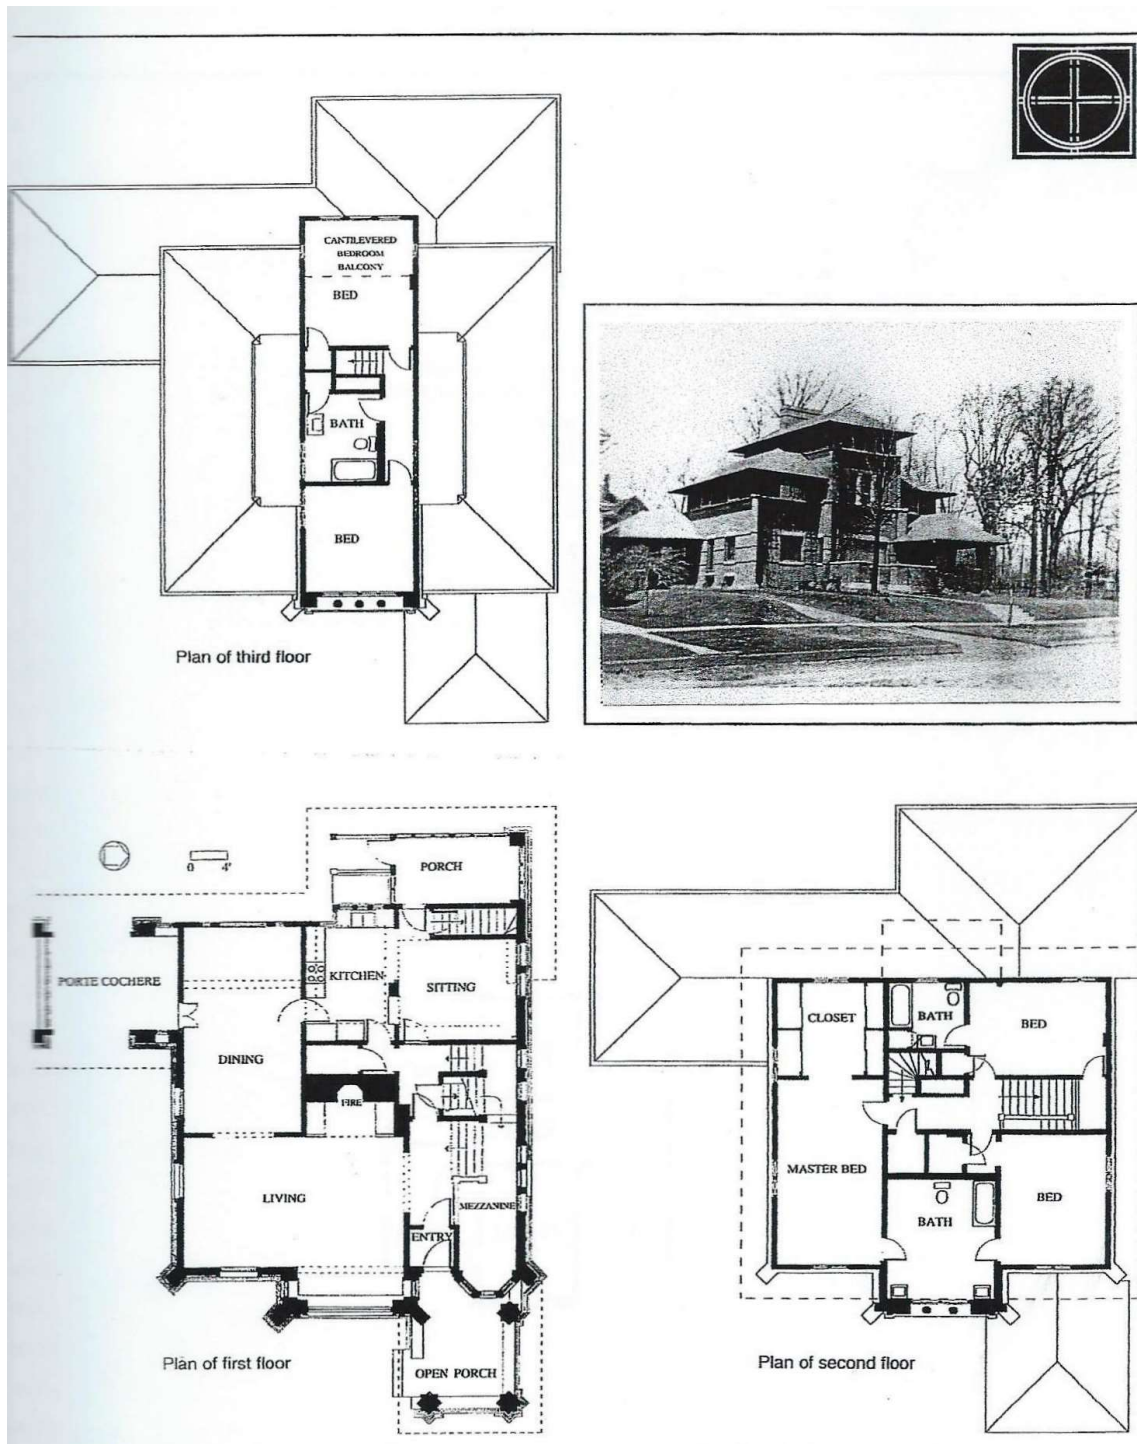 CANTILEVERED
BEDROOM
BALCONY
BED
BATH
BED
Plan of third floor
0 4'
PORCH
PORTE COCHERE
KITCHEN
SITTING
DINING
FIRE
LIVING
MEZZANINE
ENTRY
OPEN PORCH
Plan of first floor
CLOSET
BATH
BED
MASTER BED
BATH
BED
Plan of second floor